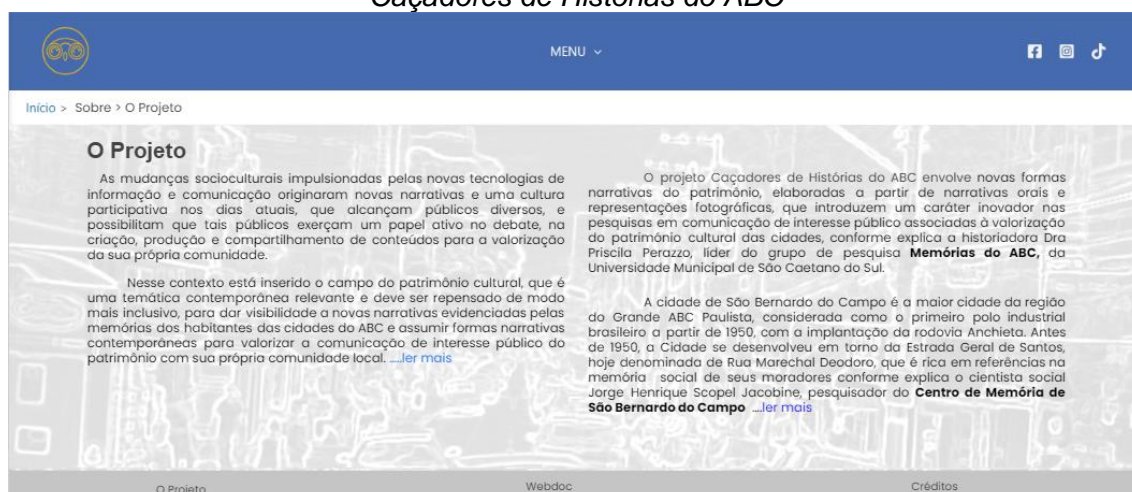 Caçadores de Histórias do ABC
MENU
Início > Sobre > O Projeto
O Projeto
As mudanças socioculturais impulsionadas pelas novas tecnologias de
informação e comunicação originaram novas narrativas e uma cultura
participativa nos dias atuais, que alcançam públicos diversos, e
possibilitam que tais públicos exerçam um papel ativo no debate, na
criação, produção e compartilhamento de conteúdos para a valorização
da sua própria comunidade.
Nesse contexto está inserido o campo do patrimônio cultural, que é
uma temática contemporânea relevante e deve ser repensado de modo
mais inclusivo, para dar visibilidade a novas narrativas evidenciadas pelas
memórias dos habitantes das cidades do ABC e assumir formas narrativas
contemporâneas para valorizar a comunicação de interesse público do
patrimônio com sua própria comunidade local. .....ler mais
O projeto Caçadores de Histórias do ABC envolve novas formas
narrativas do patrimônio, elaboradas a partir de narrativas orais e
representações fotográficas, que introduzem um caráter inovador nas
pesquisas em comunicação de interesse público associadas à valorização
do patrimônio cultural das cidades, conforme explica a historiadora Dra
Priscila Perazzo, líder do grupo de pesquisa Memórias do ABC, da
Universidade Municipal de São Caetano do Sul.
A cidade de São Bernardo do Campo é a maior cidade da região
do Grande ABC Paulista, considerada como o primeiro polo industrial
brasileiro a partir de 1950, com a implantação da rodovia Anchieta. Antes
de 1950, a Cidade se desenvolveu em torno da Estrada Geral de Santos,
hoje denominada de Rua Marechal Deodoro, que é rica em referências na
memória social de seus moradores conforme explica o cientista social
Jorge Henrique Scopel Jacobine, pesquisador do Centro de Memória de
São Bernardo do Campo ....ler mais
O Projeto
Webdoc
Créditos